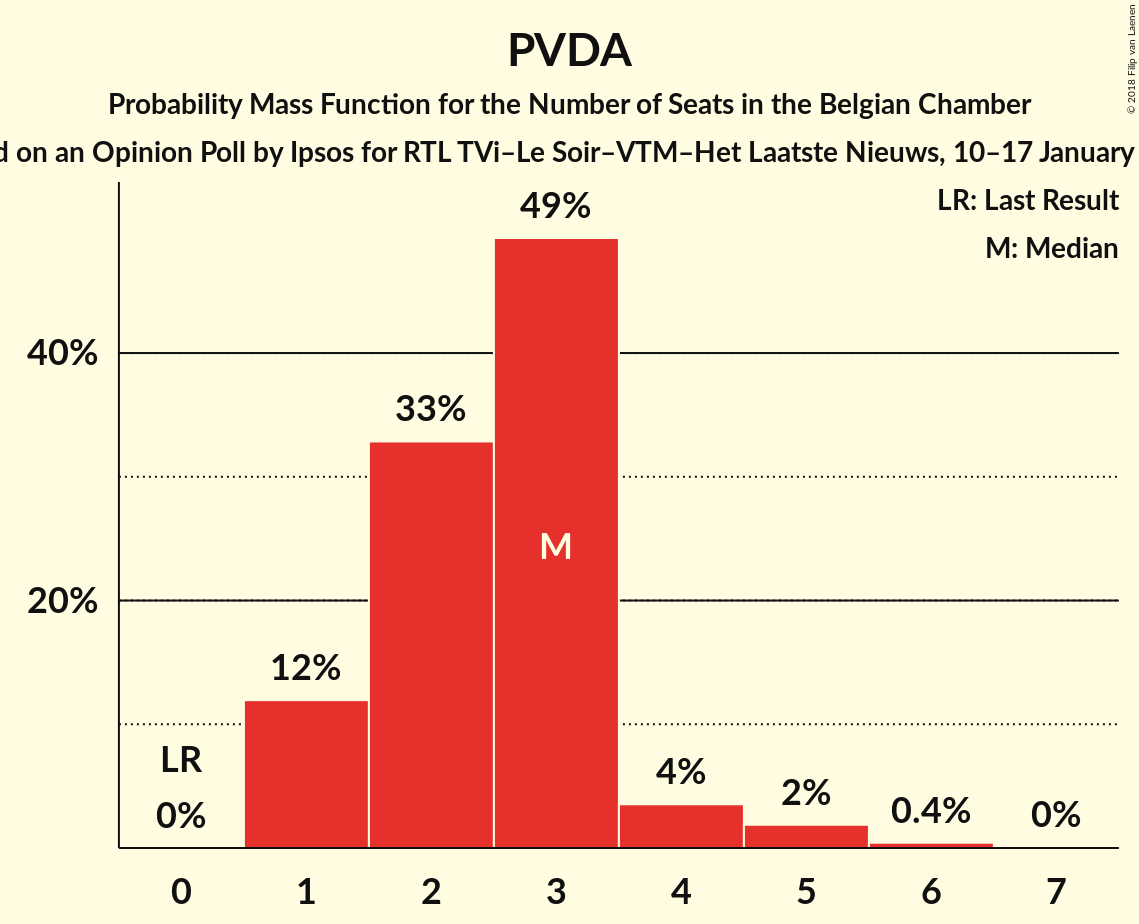 PVDA
Probability Mass Function for the Number of Seats in the Belgian Chamber
d on an Opinion Poll by Ipsos for RTL TVi–Le Soir–VTM–Het Laatste Nieuws, 10–17 January
© 2018 Filip van Laenen
LR: Last Result
M: Median
49%
40%
33%
M
20%
12%
LR
0%
4%
2%
0.4%
0%
0 1 2 3 4 5 6 7